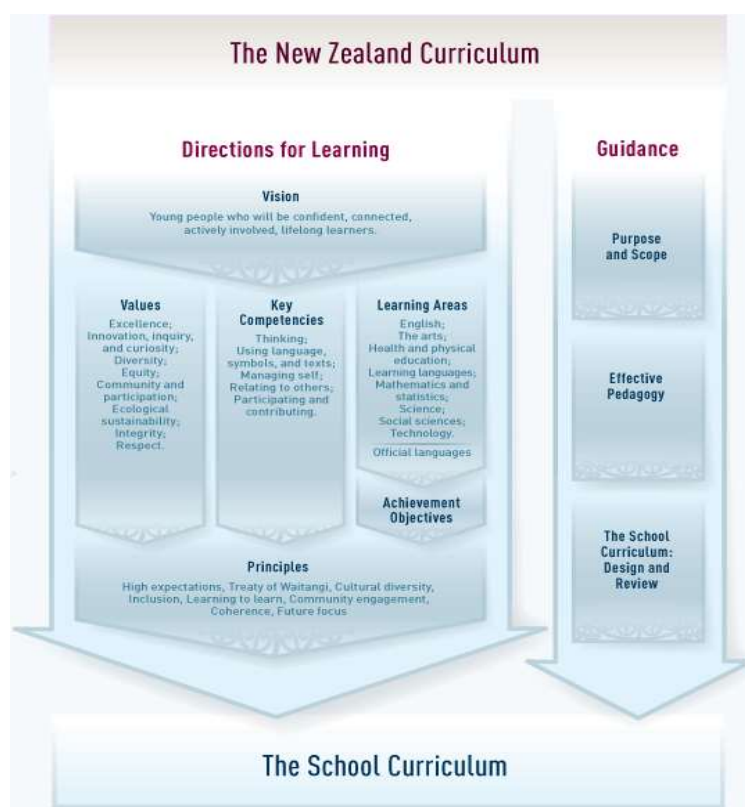 The New Zealand Curriculum
Directions for Learning
Vision
Young people who will be confident, connected,
actively involved, lifelong learners.
Values
Excellence;
Innovation, inquiry,
and curiosity;
Diversity;
Equity;
Community and
participation;
Ecological
sustainability;
Integrity;
Respect.
Key
Competencies
Thinking;
Using language,
symbols, and texts;
Managing self;
Relating to others;
Participating and
contributing.
Learning Areas
English;
The arts;
Health and physical
education;
Learning languages;
Mathematics and
statistics;
Science;
Social sciences;
Technology.
Official languages
Achievement
Objectives
Principles
High expectations, Treaty of Waitangi, Cultural diversity,
Inclusion, Learning to learn, Community engagement,
Coherence, Future focus
Guidance
Purpose
and Scope
Effective
Pedagogy
The School
Curriculum:
Design and
Review
The School Curriculum